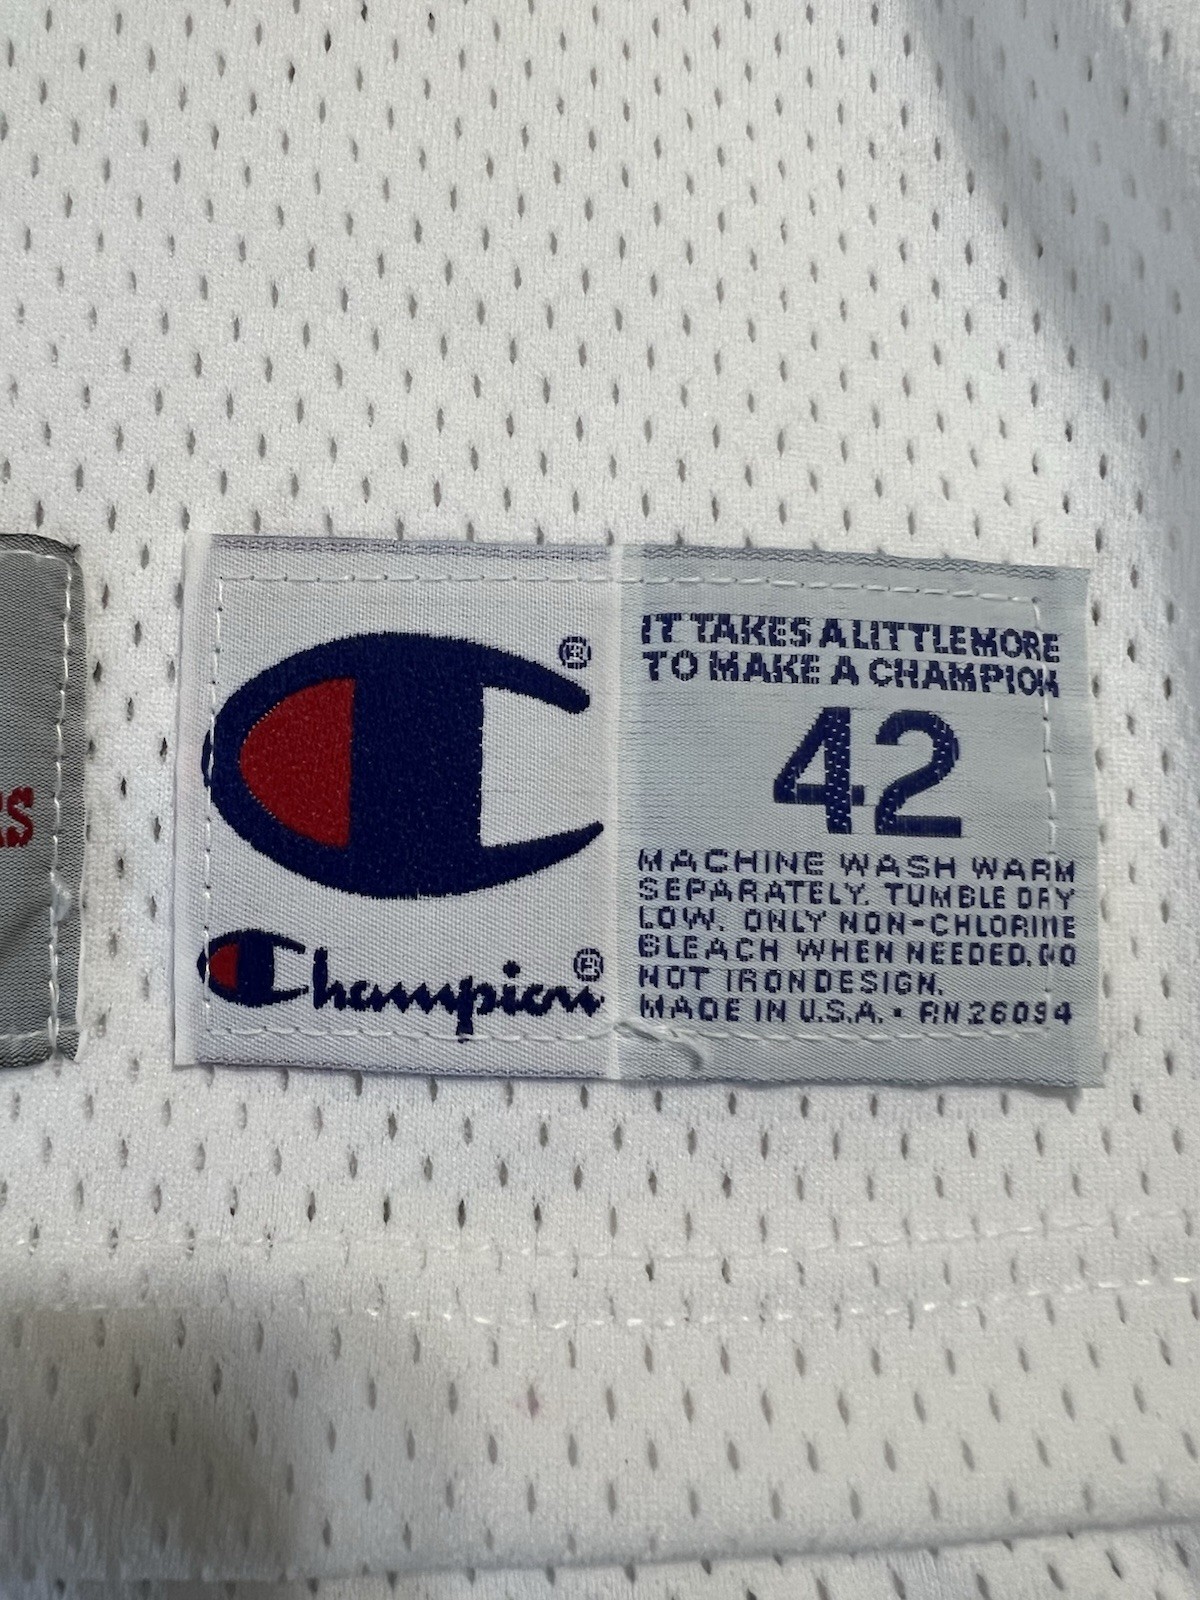 RS
Champion
IT TAKES A LITTLE MORE
TO MAKE A CHAMPION
42
MACHINE WASH WARM
SEPARATELY. TUMBLE DRY
LOW. ONLY NON-CHLORINE
BLEACH WHEN NEEDED. DO
NOT IRON DESIGN.
MADE IN U.S.A. • RN 26094